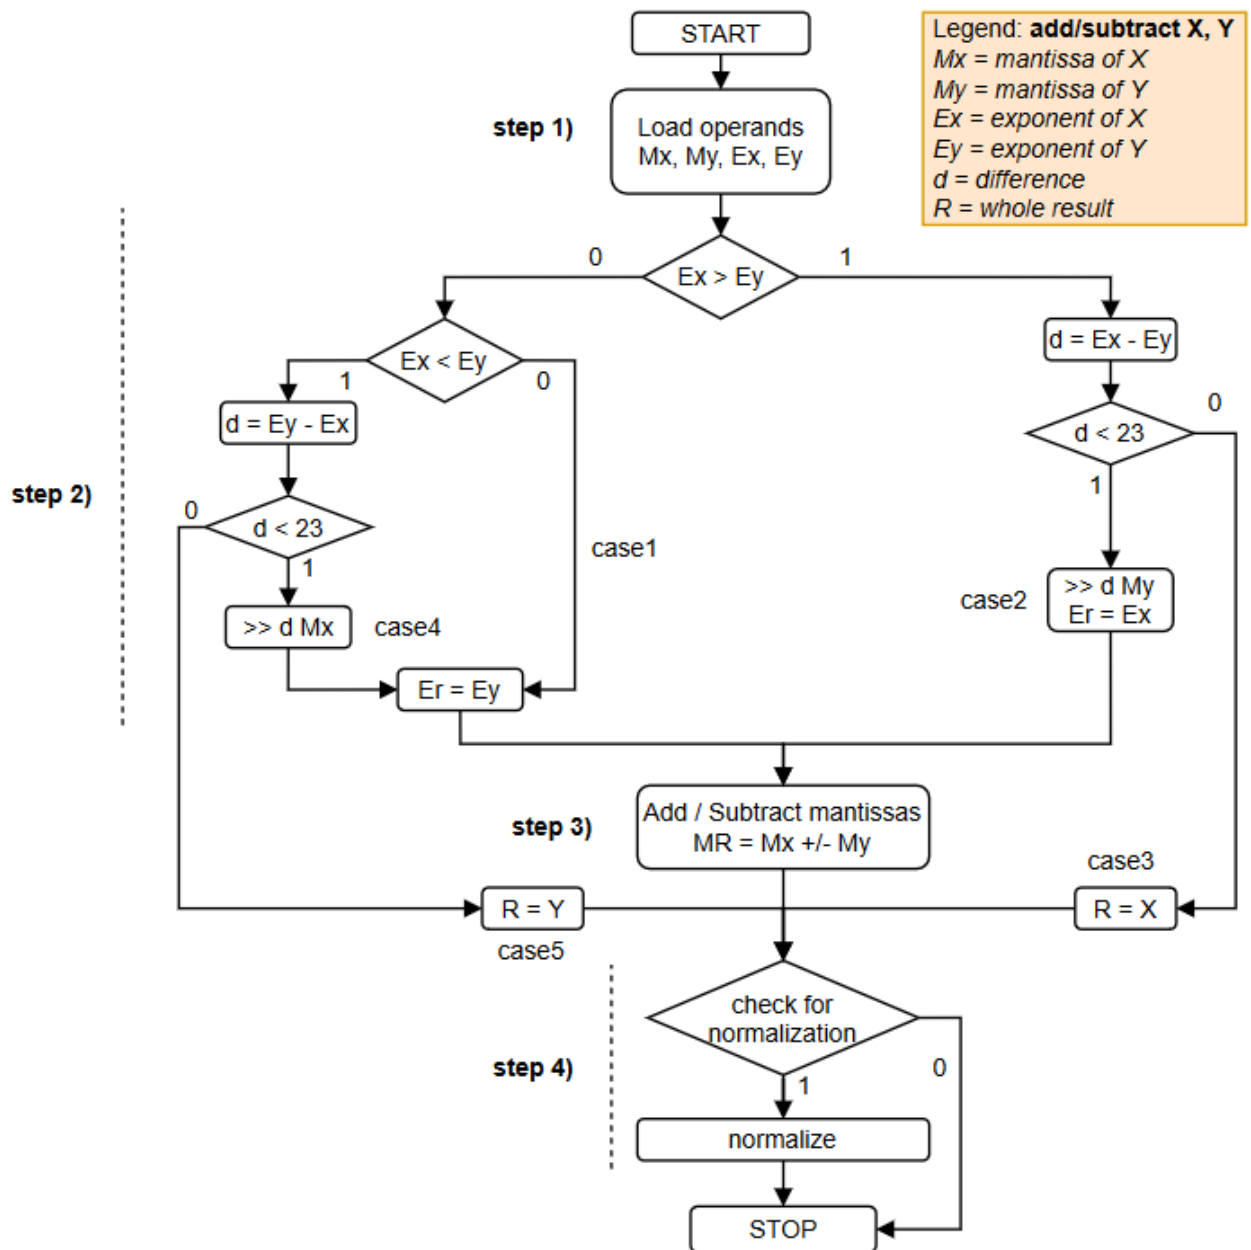 START
Legend: add/subtract X, Y
Mx = mantissa of X
My = mantissa of Y
Ex = exponent of X
Ey = exponent of Y
d = difference
R = whole result
step 1)
Load operands
Mx, My, Ex, Ey
0
Ex > Ey
1
Ex < Ey
1
0
d = Ex - Ey
d = Ey - Ex
0
d < 23
1
step 2)
0
d < 23
1
case1
case2
>> d My
Er = Ex
>> d Mx
case4
Er = Ey
step 3)
Add / Subtract mantissas
MR = Mx +/- My
case3
R = Y
R = X
case5
check for
normalization
step 4)
0
1
normalize
STOP